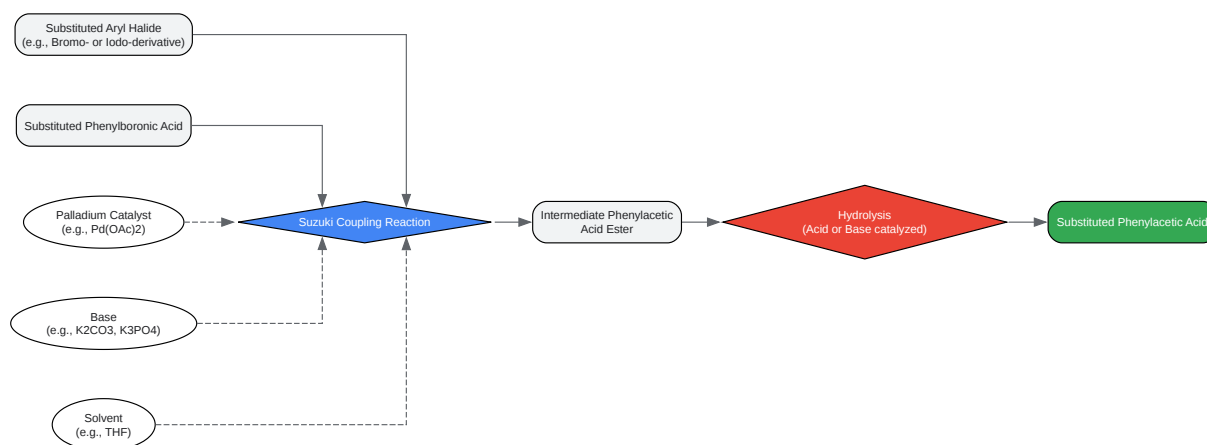 Substituted Aryl Halide
(e.g., Bromo- or Iodo-derivative)
Substituted Phenylboronic Acid
Palladium Catalyst
(e.g., Pd(OAc)2)
Suzuki Coupling Reaction
Intermediate Phenylacetic
Acid Ester
Hydrolysis
(Acid or Base catalyzed)
Substituted Phenylacetic Acid
Base
(e.g., K2CO3, K3PO4)
Solvent
(e.g., THF)